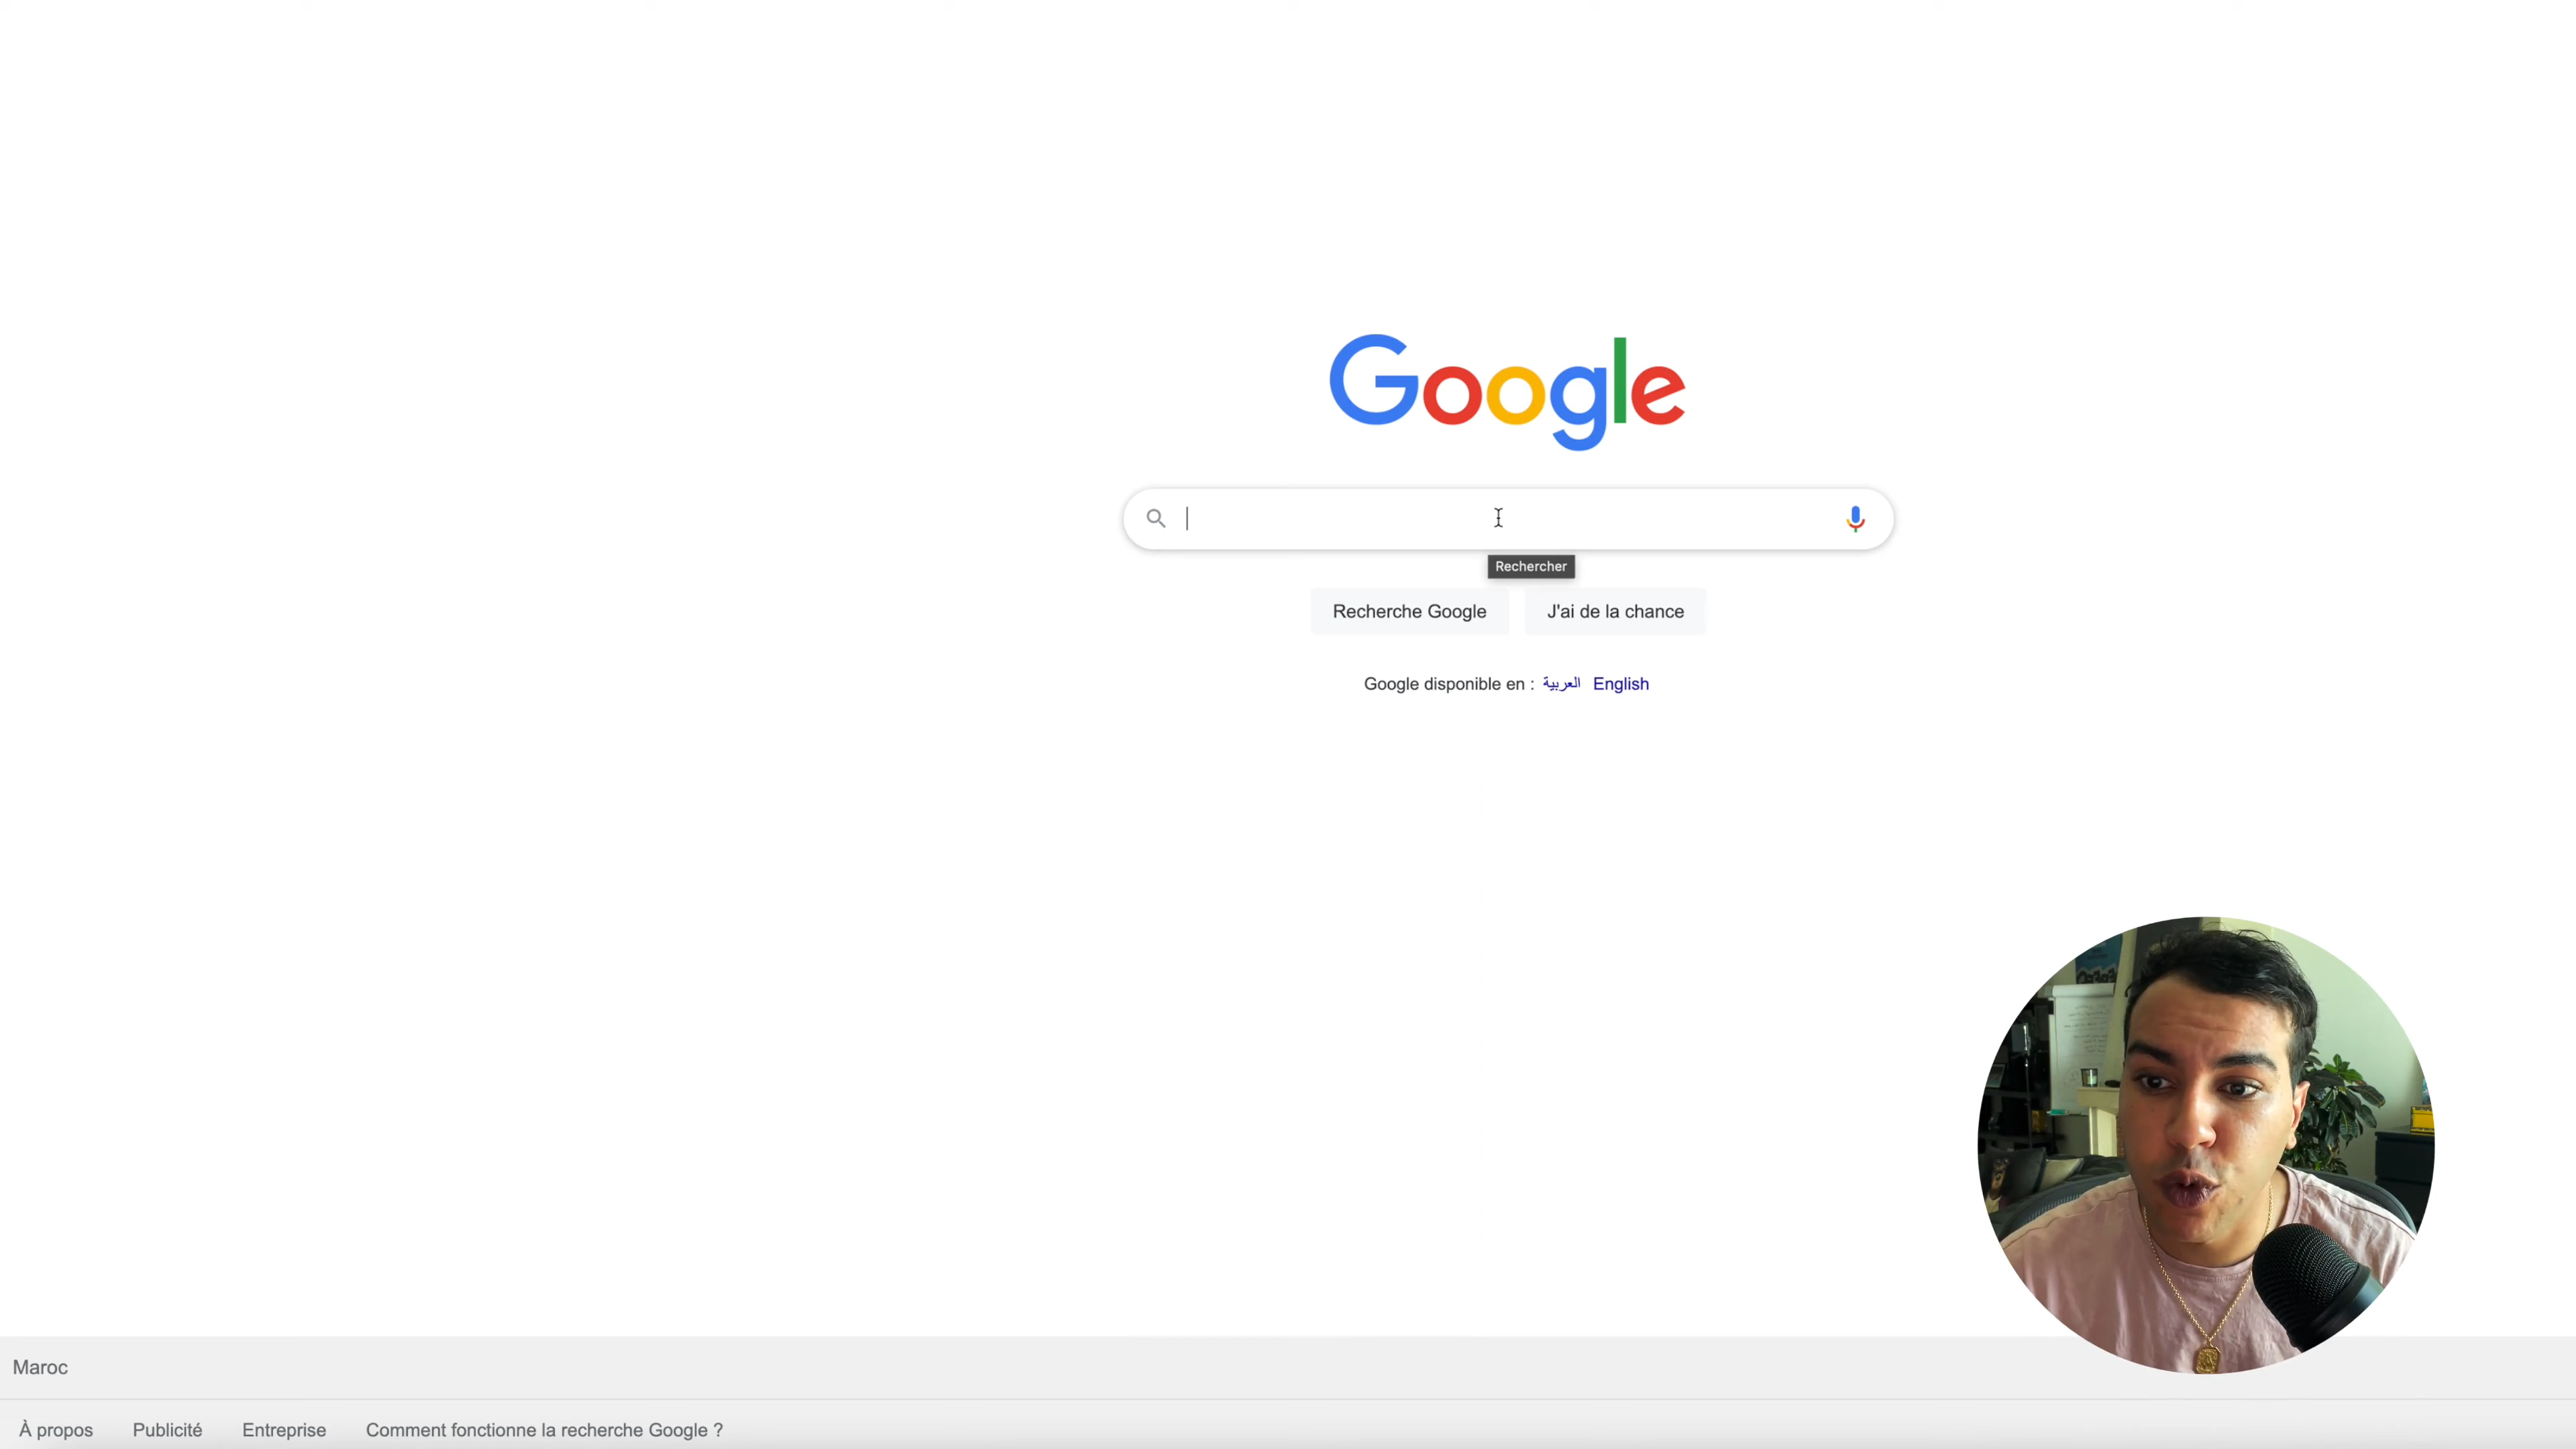 Google
Rechercher
Recherche Google
J'ai de la chance
Google disponible en : العربية English
Maroc
À propos Publicité Entreprise Comment fonctionne la recherche Google ?